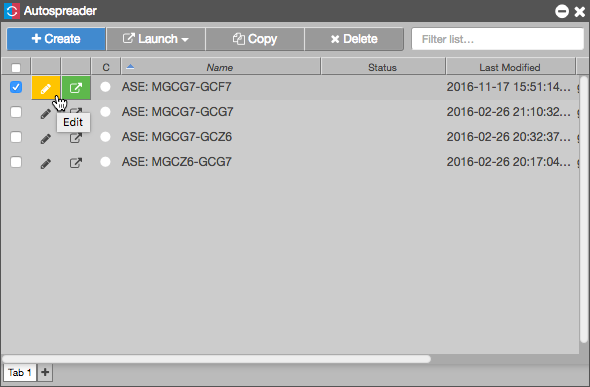 Autospreader
+ Create
Launch
Copy
Delete
Filter list...
C
Name
Status
Last Modified
ASE: MGCG7-GCF7
2016-11-17 15:51:14...
ASE: MGCG7-GCG7
2016-02-26 21:10:32...
Edit
ASE: MGCG7-GCZ6
2016-02-26 20:32:37...
ASE: MGCZ6-GCG7
2016-02-26 20:17:04...
Tab 1
+